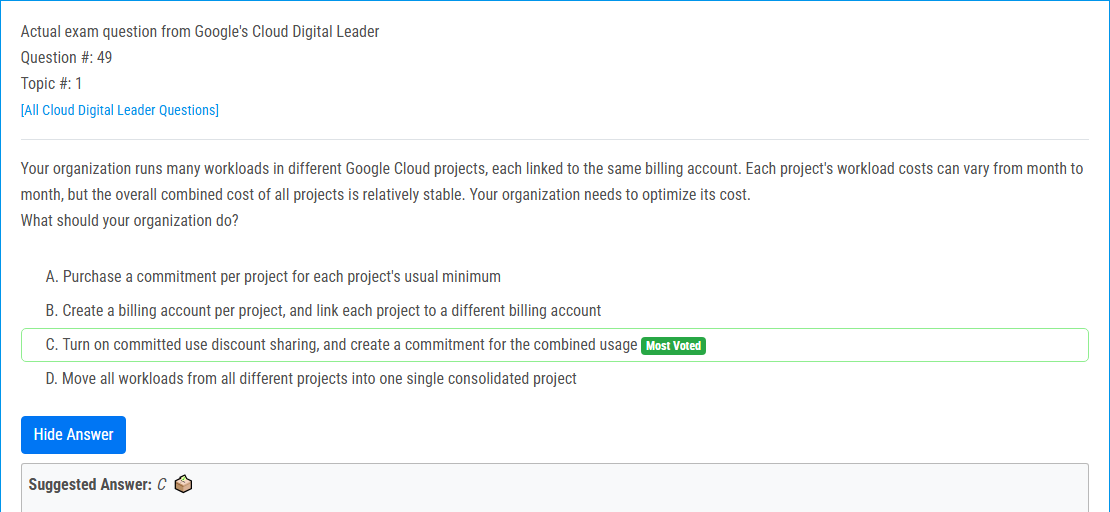 Actual exam question from Google's Cloud Digital Leader
Question #: 49
Topic #: 1
[All Cloud Digital Leader Questions]
Your organization runs many workloads in different Google Cloud projects, each linked to the same billing account. Each project's workload costs can vary from month to
month, but the overall combined cost of all projects is relatively stable. Your organization needs to optimize its cost.
What should your organization do?
A. Purchase a commitment per project for each project's usual minimum
B. Create a billing account per project, and link each project to a different billing account
C. Turn on committed use discount sharing, and create a commitment for the combined usage Most Voted
D. Move all workloads from all different projects into one single consolidated project
Hide Answer
Suggested Answer: C